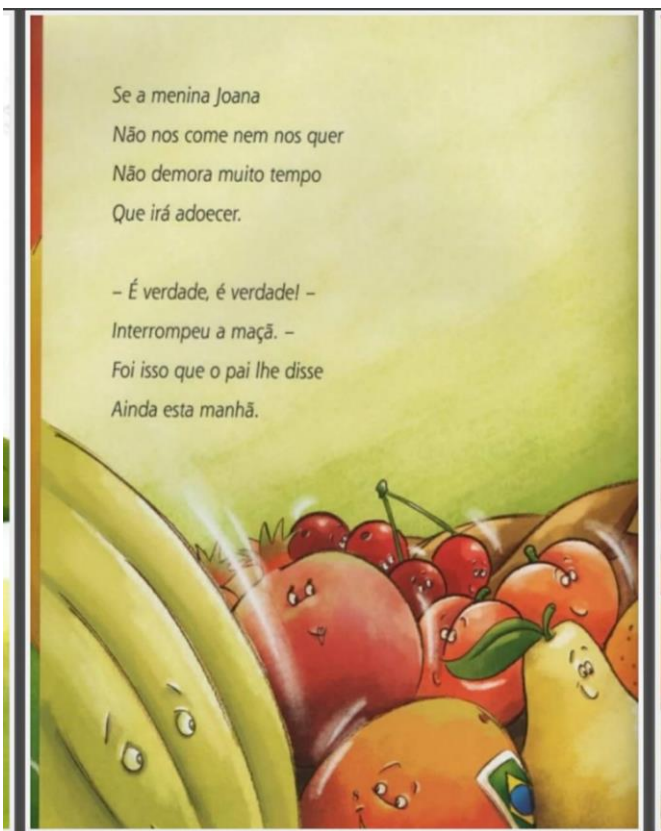 Se a menina Joana
Não nos come nem nos quer
Não demora muito tempo
Que irá adoecer.
– É verdade, é verdade! –
Interrompeu a maçã. –
Foi isso que o pai lhe disse
Ainda esta manhã.